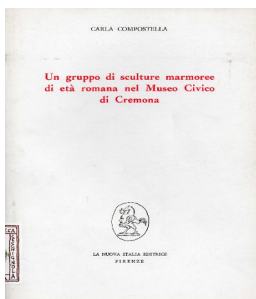 CARLA COMPOSTELLA
Un gruppo di sculture marmoree
di età romana nel Museo Civico
di Cremona
LA NUOVA ITALIA EDITRICE
FIRENZE